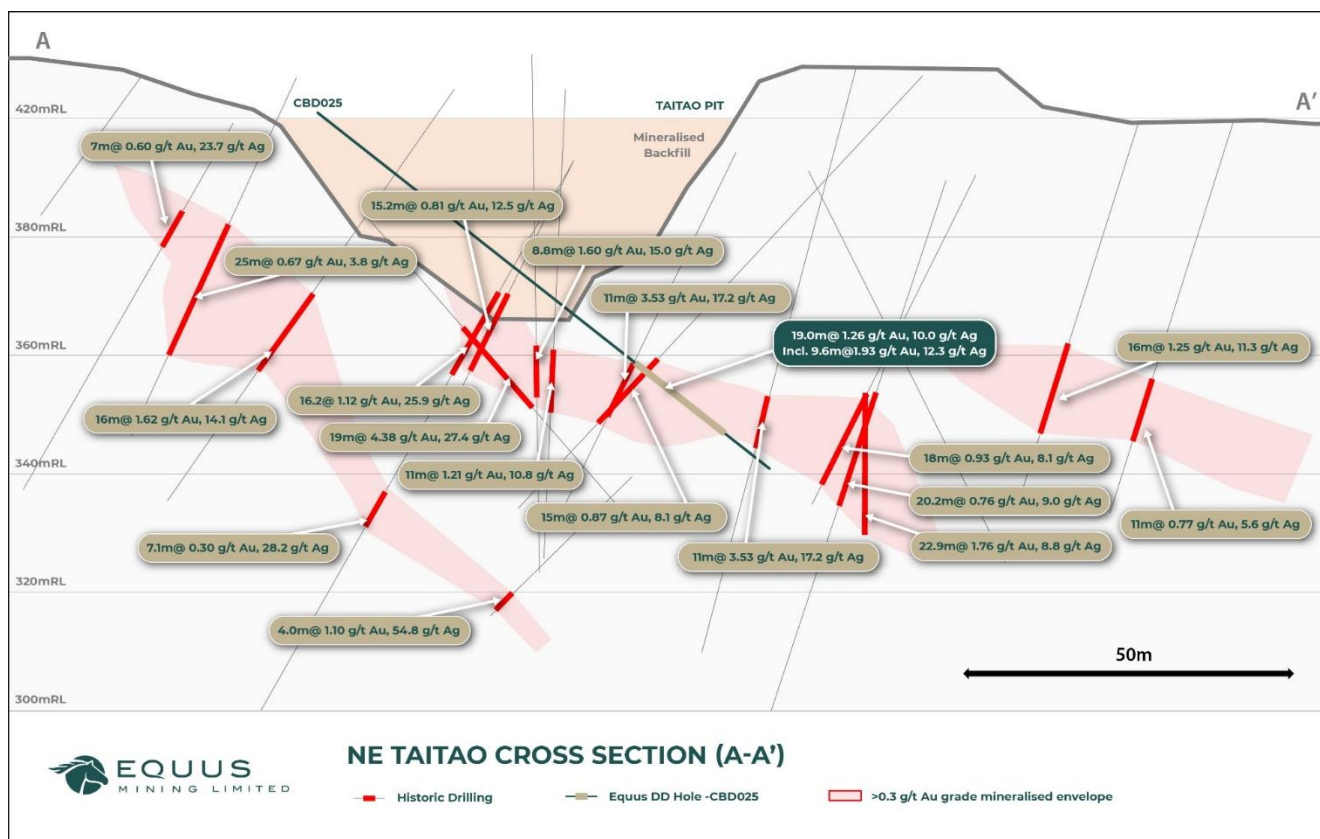 A
A'
CBD025
TAITAO PIT
420mRL
Mineralised
Backfill
7m@ 0.60 g/t Au, 23.7 g/t Ag
15.2m@ 0.81 g/t Au, 12.5 g/t Ag
380mRL
8.8m@ 1.60 g/t Au, 15.0 g/t Ag
25m@ 0.67 g/t Au, 3.8 g/t Ag
11m@ 3.53 g/t Au, 17.2 g/t Ag
19.0m@ 1.26 g/t Au, 10.0 g/t Ag
Incl. 9.6m@1.93 g/t Au, 12.3 g/t Ag
16m@ 1.25 g/t Au, 11.3 g/t Ag
360mRL
16.2@ 1.12 g/t Au, 25.9 g/t Ag
16m@ 1.62 g/t Au, 14.1 g/t Ag
19m@ 4.38 g/t Au, 27.4 g/t Ag
18m@ 0.93 g/t Au, 8.1 g/t Ag
340mRL
11m@ 1.21 g/t Au, 10.8 g/t Ag
20.2m@ 0.76 g/t Au, 9.0 g/t Ag
15m@ 0.87 g/t Au, 8.1 g/t Ag
11m@ 0.77 g/t Au, 5.6 g/t Ag
7.1m@ 0.30 g/t Au, 28.2 g/t Ag
22.9m@ 1.76 g/t Au, 8.8 g/t Ag
11m@ 3.53 g/t Au, 17.2 g/t Ag
320mRL
4.0m@ 1.10 g/t Au, 54.8 g/t Ag
50m
300mRL
EQUUS
MINING LIMITED
NE TAITAO CROSS SECTION (A-A')
Historic Drilling
Equus DD Hole -CBD025
>0.3 g/t Au grade mineralised envelope